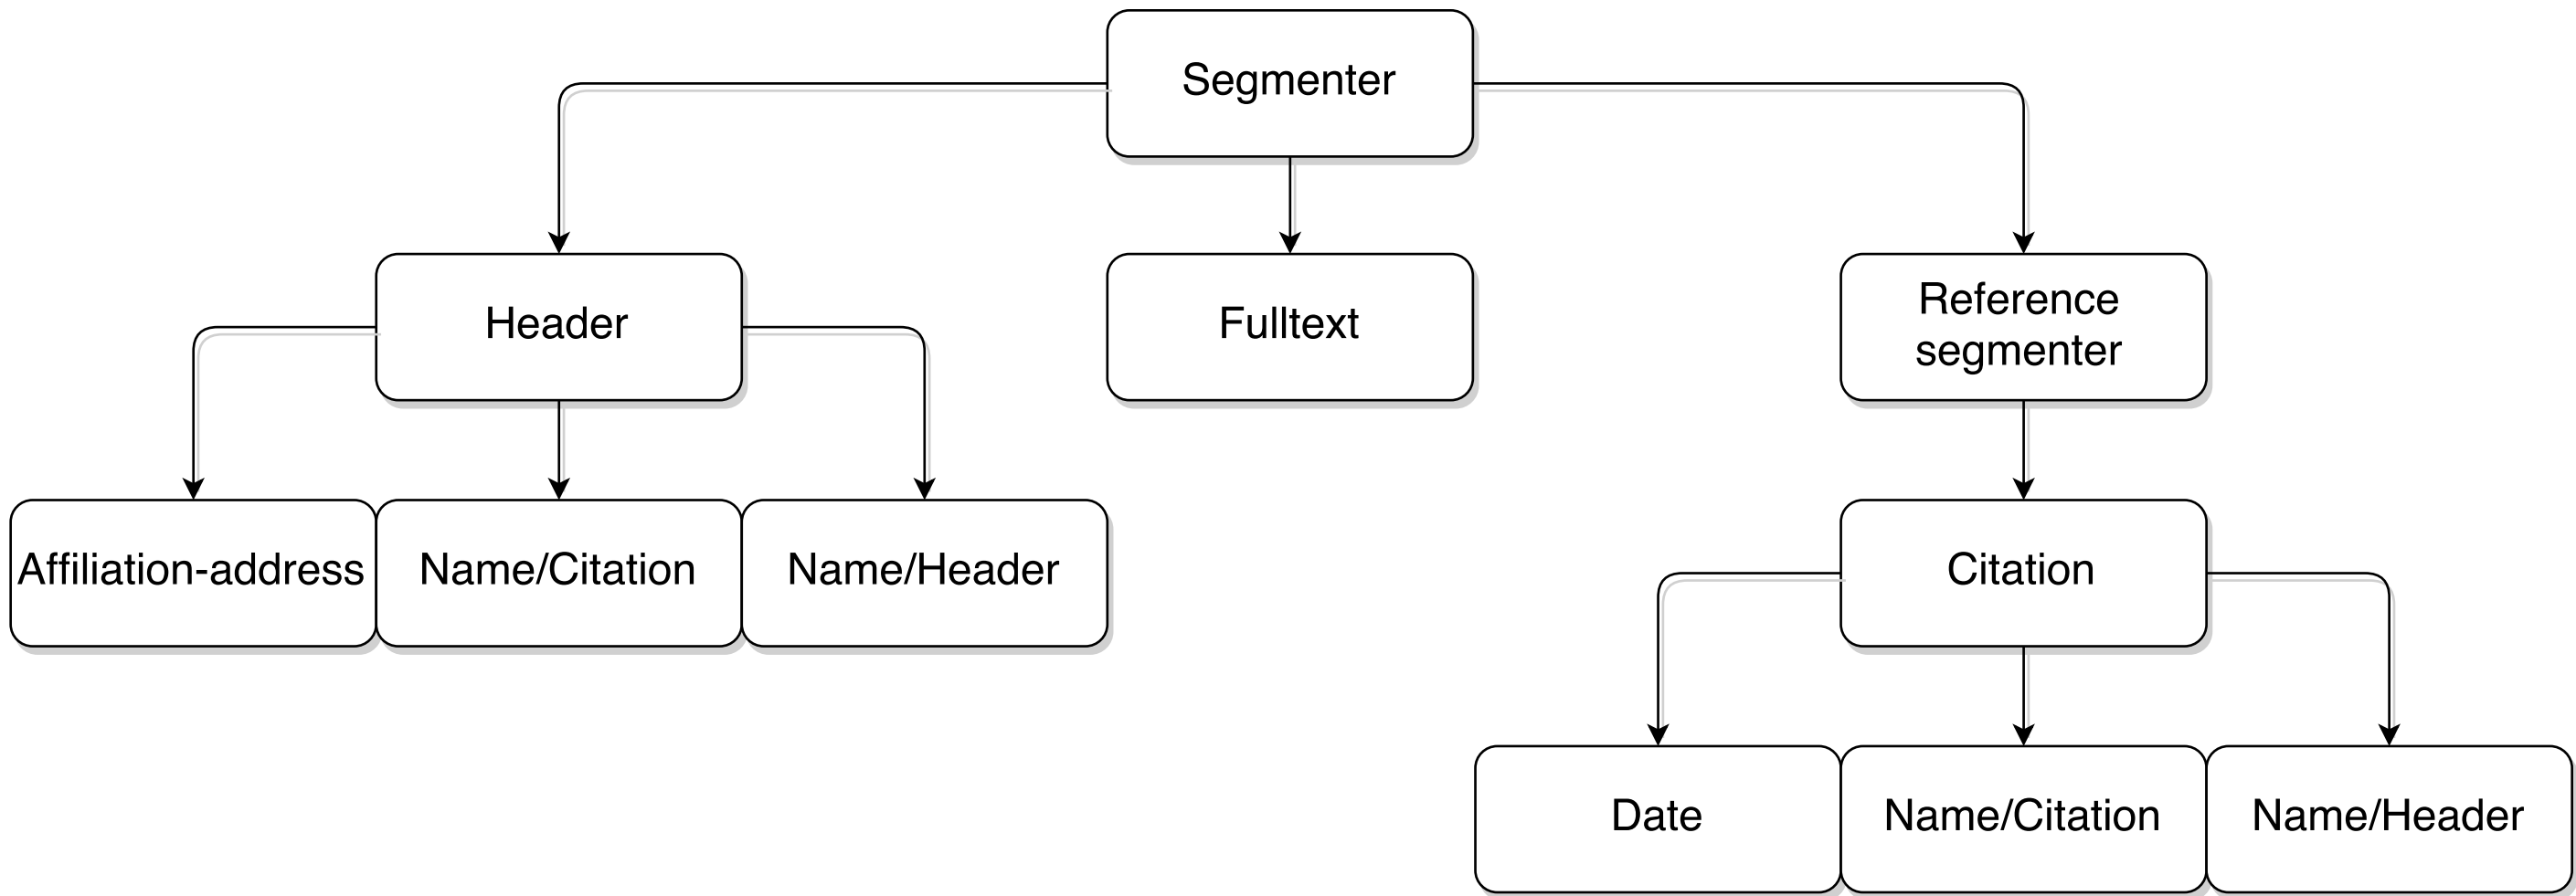 Segmenter
Header
Fulltext
Reference
segmenter
Affiliation-address
Name/Citation
Name/Header
Citation
Date
Name/Citation
Name/Header